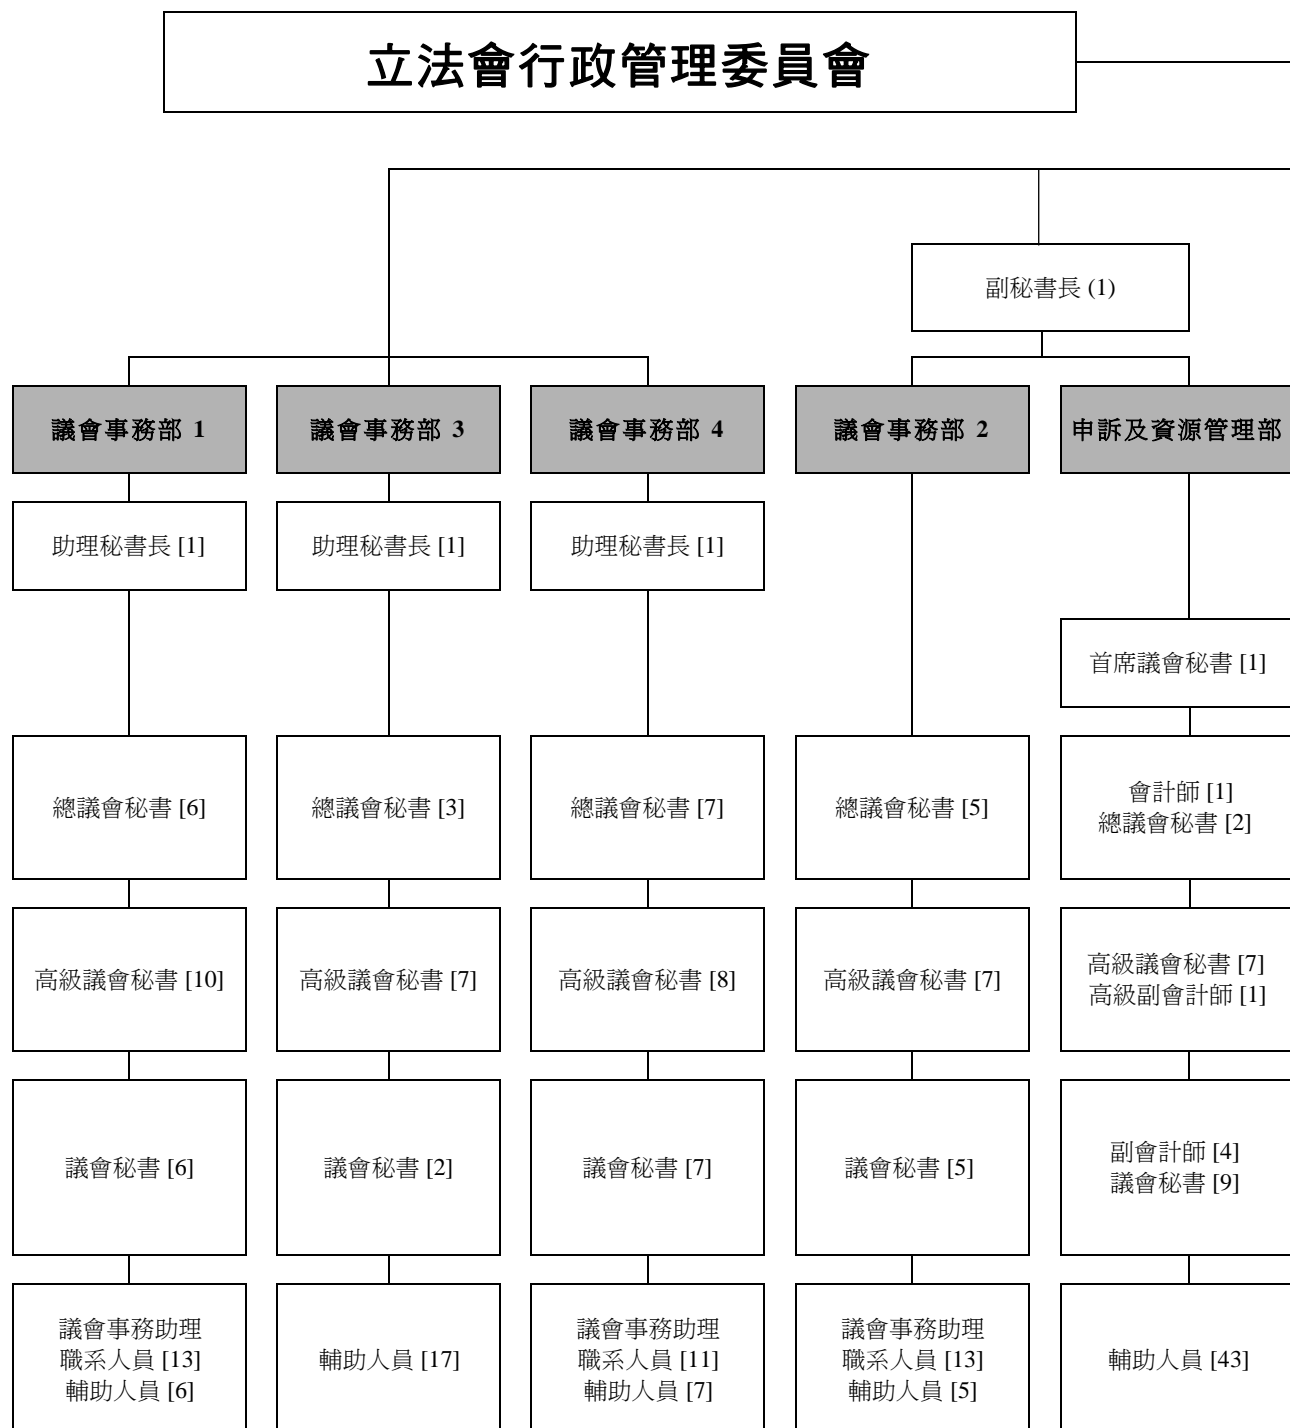 立法會行政管理委員會
副秘書長 (1)
議會事務部 1
議會事務部 3
議會事務部 4
議會事務部 2
申訴及資源管理部
助理秘書長 [1]
助理秘書長 [1]
助理秘書長 [1]
首席議會秘書 [1]
總議會秘書 [6]
總議會秘書 [3]
總議會秘書 [7]
總議會秘書 [5]
會計師 [1]
總議會秘書 [2]
高級議會秘書 [10]
高級議會秘書 [7]
高級議會秘書 [8]
高級議會秘書 [7]
高級議會秘書 [7]
高級副會計師 [1]
議會秘書 [6]
議會秘書 [2]
議會秘書 [7]
議會秘書 [5]
副會計師 [4]
議會秘書 [9]
議會事務助理
職系人員 [13]
輔助人員 [6]
輔助人員 [17]
議會事務助理
職系人員 [11]
輔助人員 [7]
議會事務助理
職系人員 [13]
輔助人員 [5]
輔助人員 [43]